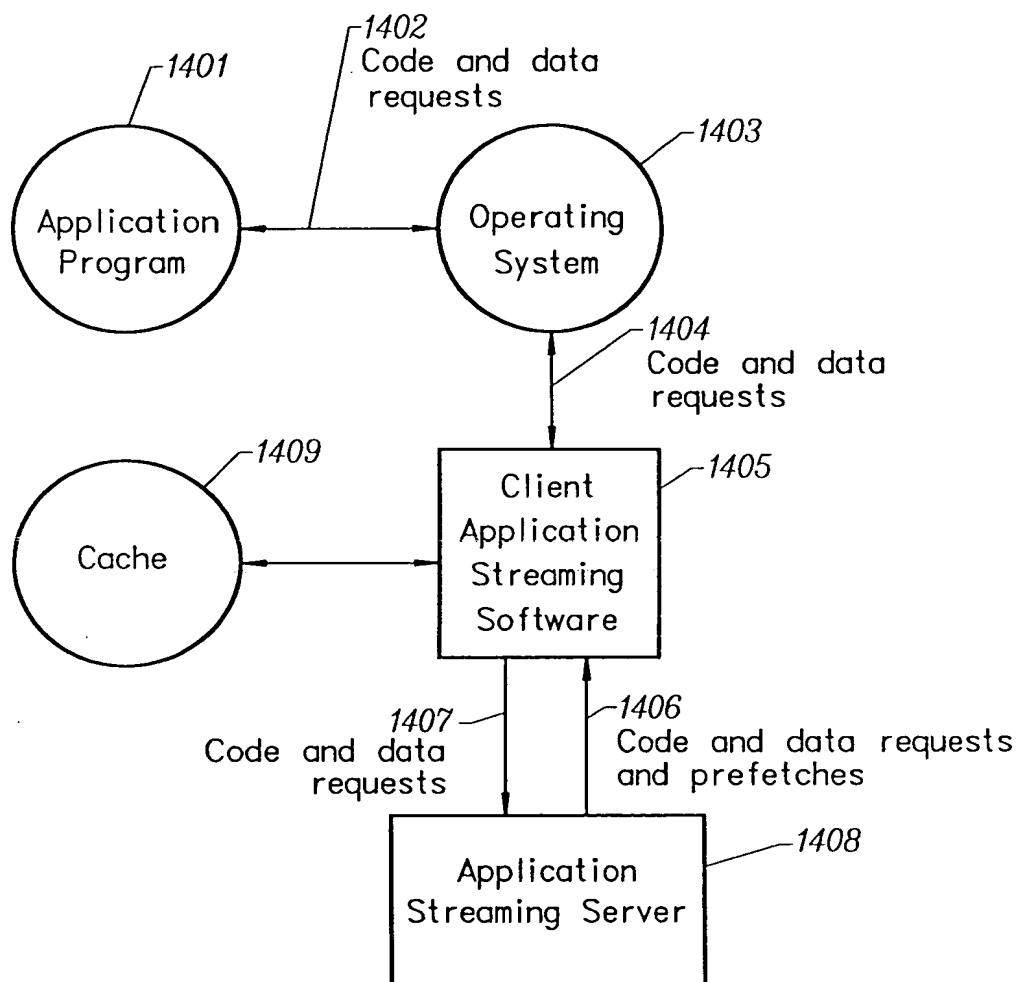 1402
Code and data
requests
1401
1403
Application
Program
Operating
System
1404
Code and data
requests
1409
1405
Cache
Client
Application
Streaming
Software
1407
Code and data
requests
1406
Code and data requests
and prefetches
1408
Application
Streaming Server